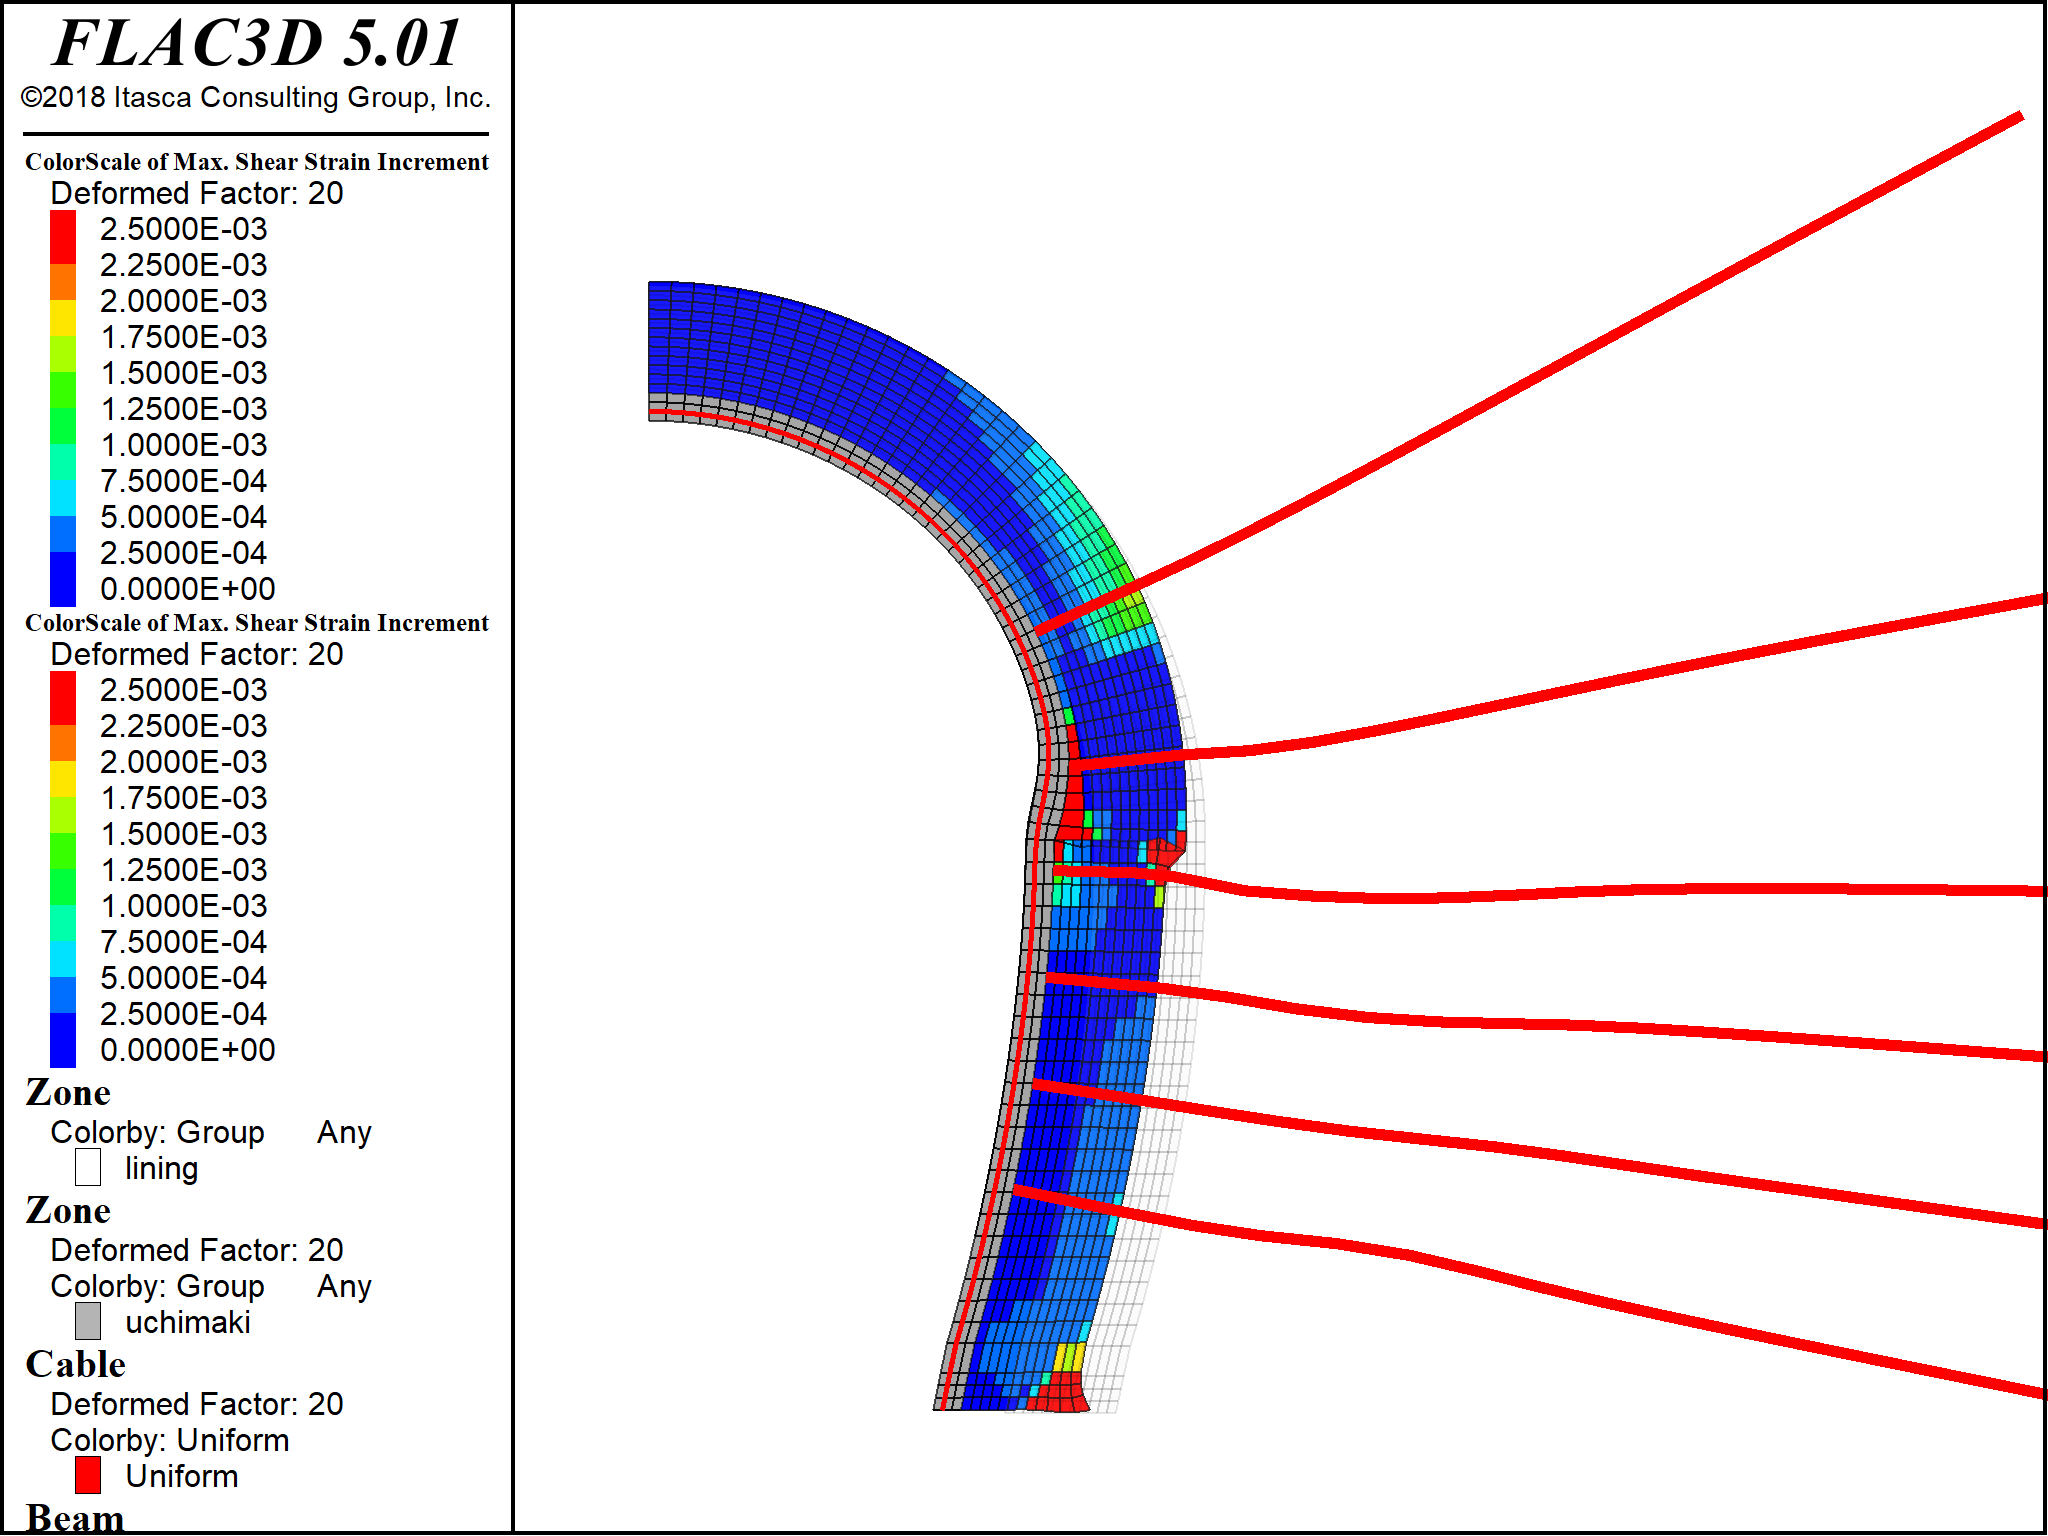 FLAC3D 5.01
©2018 Itasca Consulting Group, Inc.
ColorScale of Max. Shear Strain Increment
Deformed Factor: 20
2.5000E-03
2.2500E-03
2.0000E-03
1.7500E-03
1.5000E-03
1.2500E-03
1.0000E-03
7.5000E-04
5.0000E-04
2.5000E-04
0.0000E+00
ColorScale of Max. Shear Strain Increment
Deformed Factor: 20
2.5000E-03
2.2500E-03
2.0000E-03
1.7500E-03
1.5000E-03
1.2500E-03
1.0000E-03
7.5000E-04
5.0000E-04
2.5000E-04
0.0000E+00
Zone
Colorby: Group Any
lining
Zone
Deformed Factor: 20
Colorby: Group Any
uchimaki
Cable
Deformed Factor: 20
Colorby: Uniform
Uniform
Beam